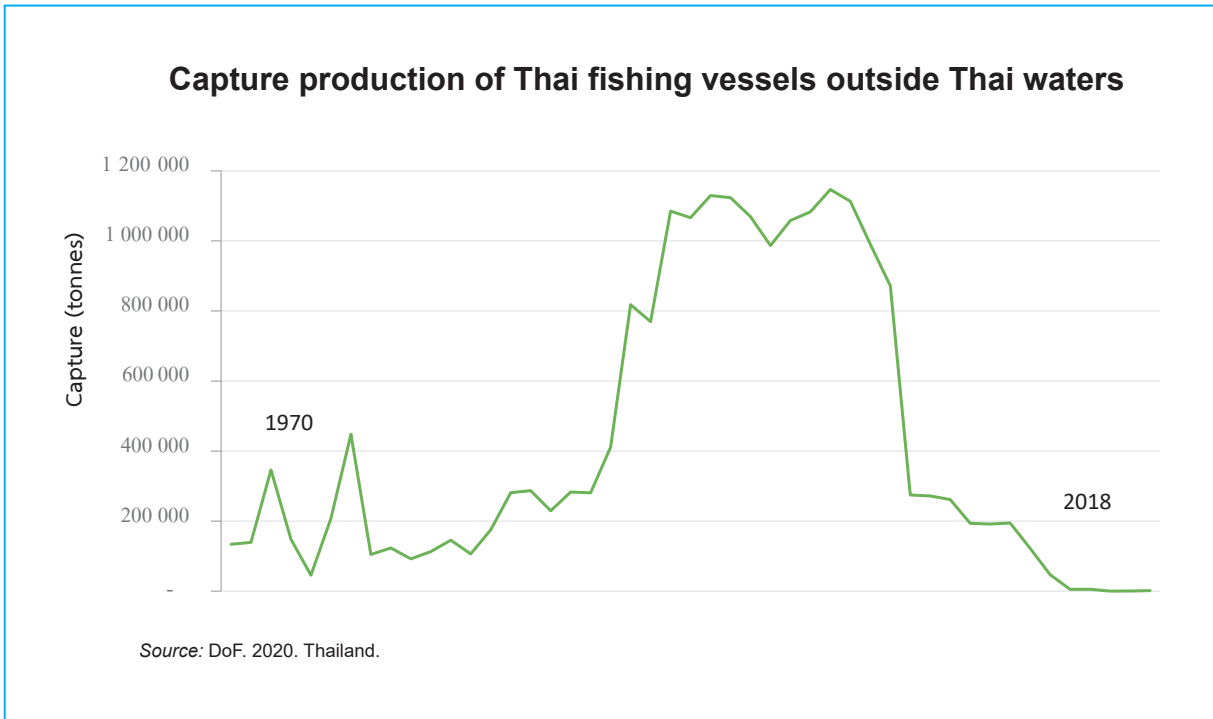 Capture production of Thai fishing vessels outside Thai waters
Capture (tonnes)
1 200 000
1 000 000
800 000
600 000
400 000
200 000
-
1970
2018
Source: DoF. 2020. Thailand.